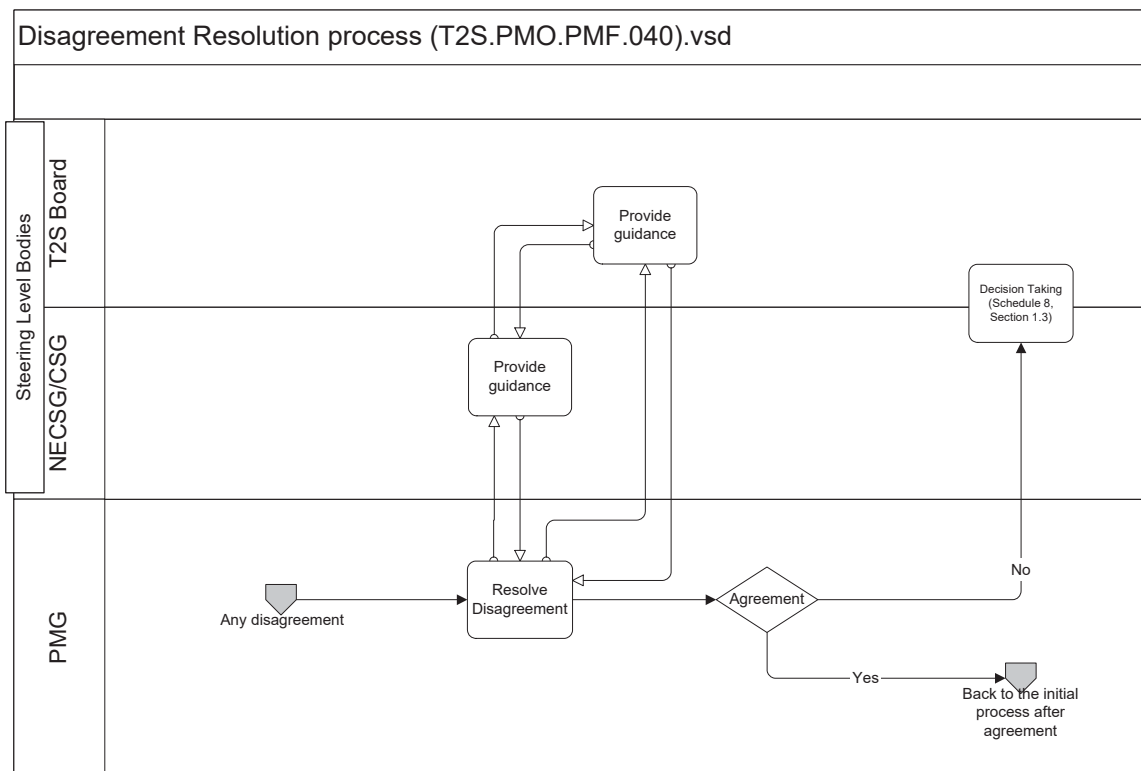 Disagreement Resolution process (T2S.PMO.PMF.040).vsd
Steering Level Bodies
T2S Board
Provide
guidance
Decision Taking
(Schedule 8,
Section 1.3)
NECSG/CSG
Provide
guidance
PMG
Any disagreement
Resolve
Disagreement
Agreement
No
Yes
Back to the initial
process after
agreement